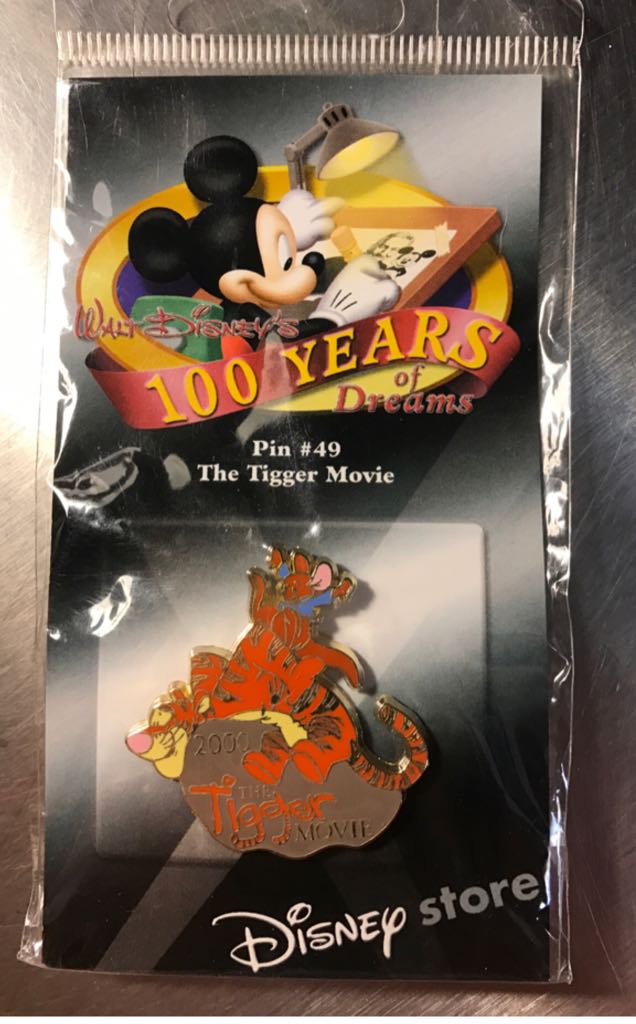 WALT DISNEY'S
100 YEARS
of
Dreams
Pin #49
The Tigger Movie
2000
THE
Tigger
MOVIE
DISNEY store